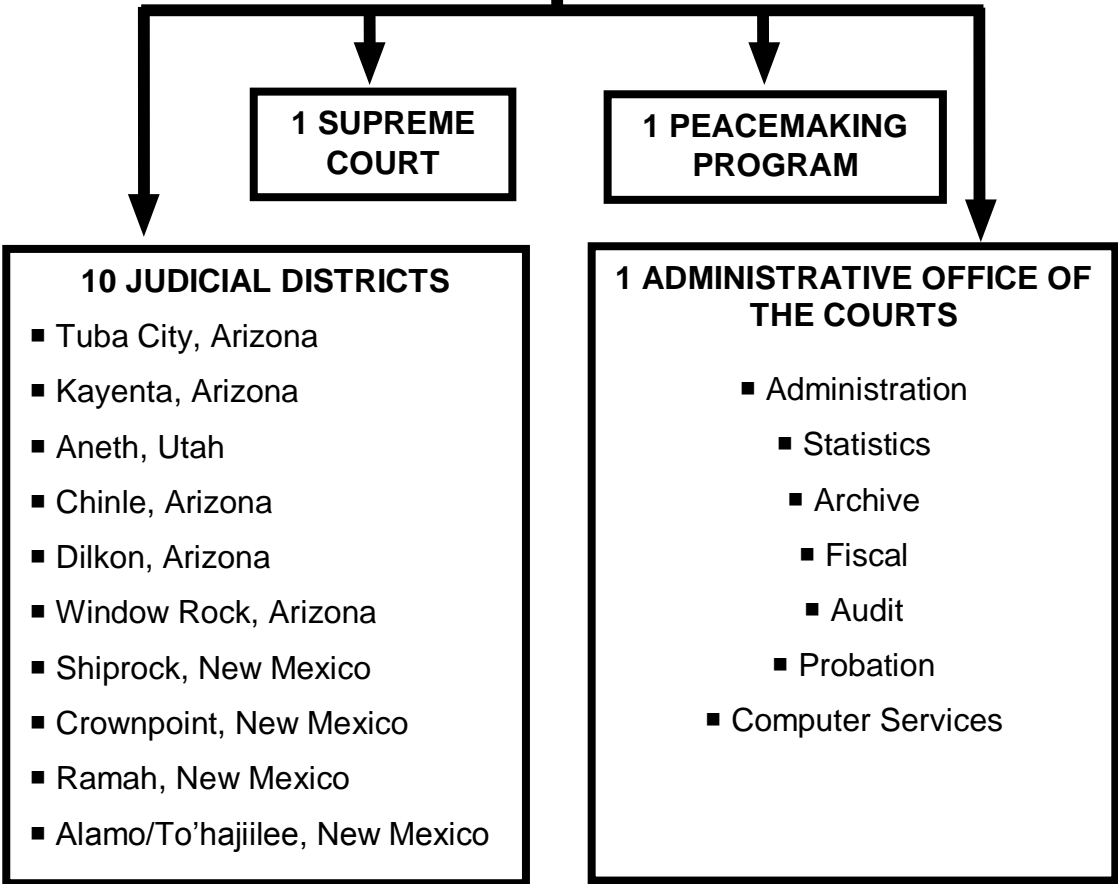 1 SUPREME
COURT
1 PEACEMAKING
PROGRAM
10 JUDICIAL DISTRICTS
▪ Tuba City, Arizona
▪ Kayenta, Arizona
▪ Aneth, Utah
▪ Chinle, Arizona
▪ Dilkon, Arizona
▪ Window Rock, Arizona
▪ Shiprock, New Mexico
▪ Crownpoint, New Mexico
▪ Ramah, New Mexico
▪ Alamo/To’hajiilee, New Mexico
1 ADMINISTRATIVE OFFICE OF
THE COURTS
▪ Administration
▪ Statistics
▪ Archive
▪ Fiscal
▪ Audit
▪ Probation
▪ Computer Services